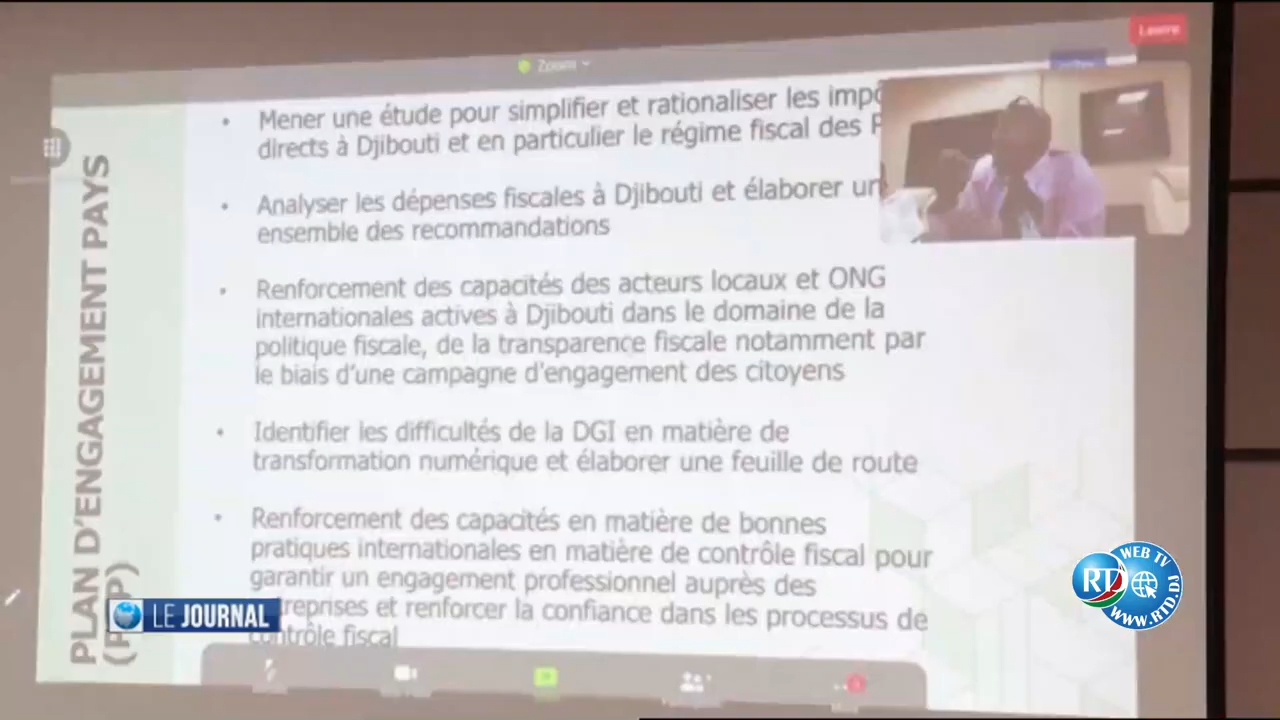 Leave
Zoom
• Mener une étude pour simplifier et rationaliser les
directs à Djibouti et en particulier le régime fiscal des
• Analyser les dépenses fiscales à Djibouti et élaborer un
ensemble des recommandations
• Renforcement des capacités des acteurs locaux et ONG
internationales actives à Djibouti dans le domaine de la
politique fiscale, de la transparence fiscale notamment par
le biais d'une campagne d'engagement des citoyens
• Identifier les difficultés de la DGI en matière de
transformation numérique et élaborer une feuille de route
• Renforcement des capacités en matière de bonnes
pratiques internationales en matière de contrôle fiscal pour
garantir un engagement professionnel auprès des
treprises et renforcer la confiance dans les processus de
contrôle fiscal
PLAN D'ENGAGEMENT PAYS
LE JOURNAL
RTD
WEB TV
WWW.RTD.DJ